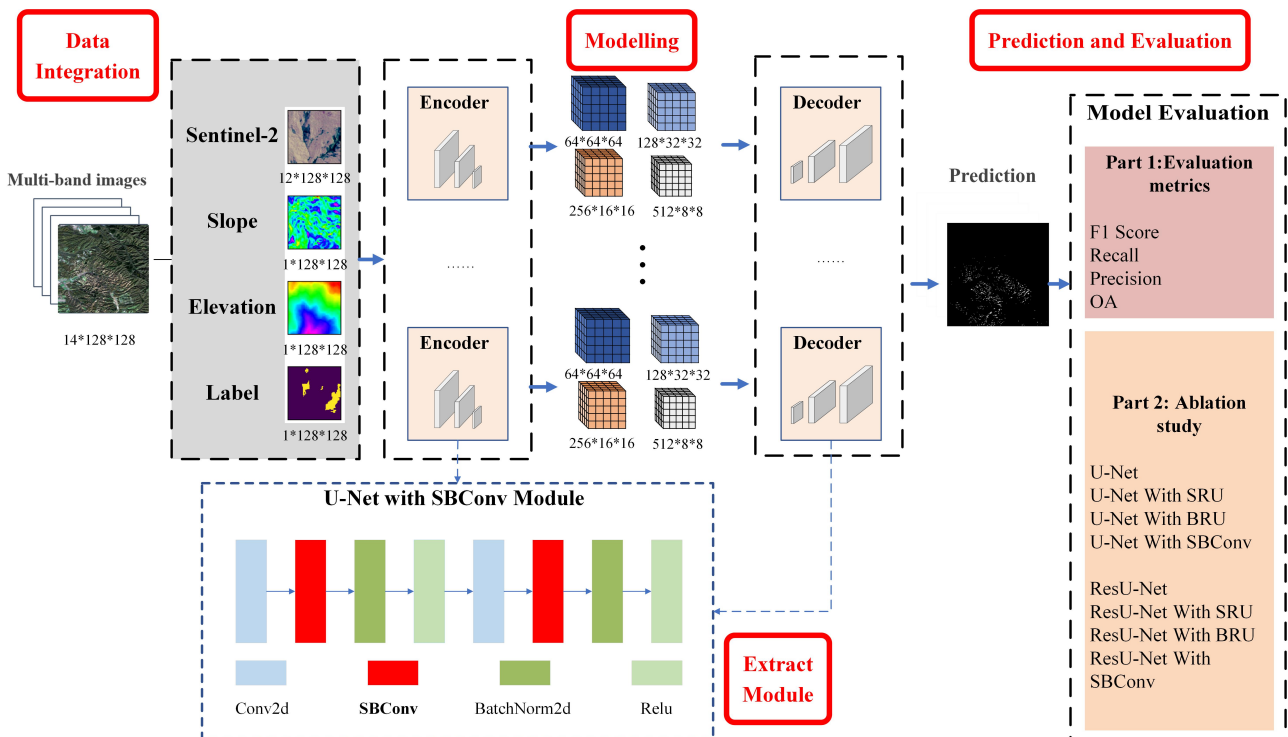 Data
Integration
Modelling
Prediction and Evaluation
Multi-band images
14*128*128
Sentinel-2
12*128*128
Slope
1*128*128
Elevation
1*128*128
Label
1*128*128
Encoder
......
Encoder
64*64*64
128*32*32
256*16*16
512*8*8
64*64*64
128*32*32
256*16*16
512*8*8
Decoder
......
Decoder
Prediction
Model Evaluation
Part 1:Evaluation
metrics
F1 Score
Recall
Precision
OA
Part 2: Ablation
study
U-Net
U-Net With SRU
U-Net With BRU
U-Net With SBConv
ResU-Net
ResU-Net With SRU
ResU-Net With BRU
ResU-Net With
SBConv
U-Net with SBConv Module
Conv2d
SBConv
BatchNorm2d
Relu
Extract
Module